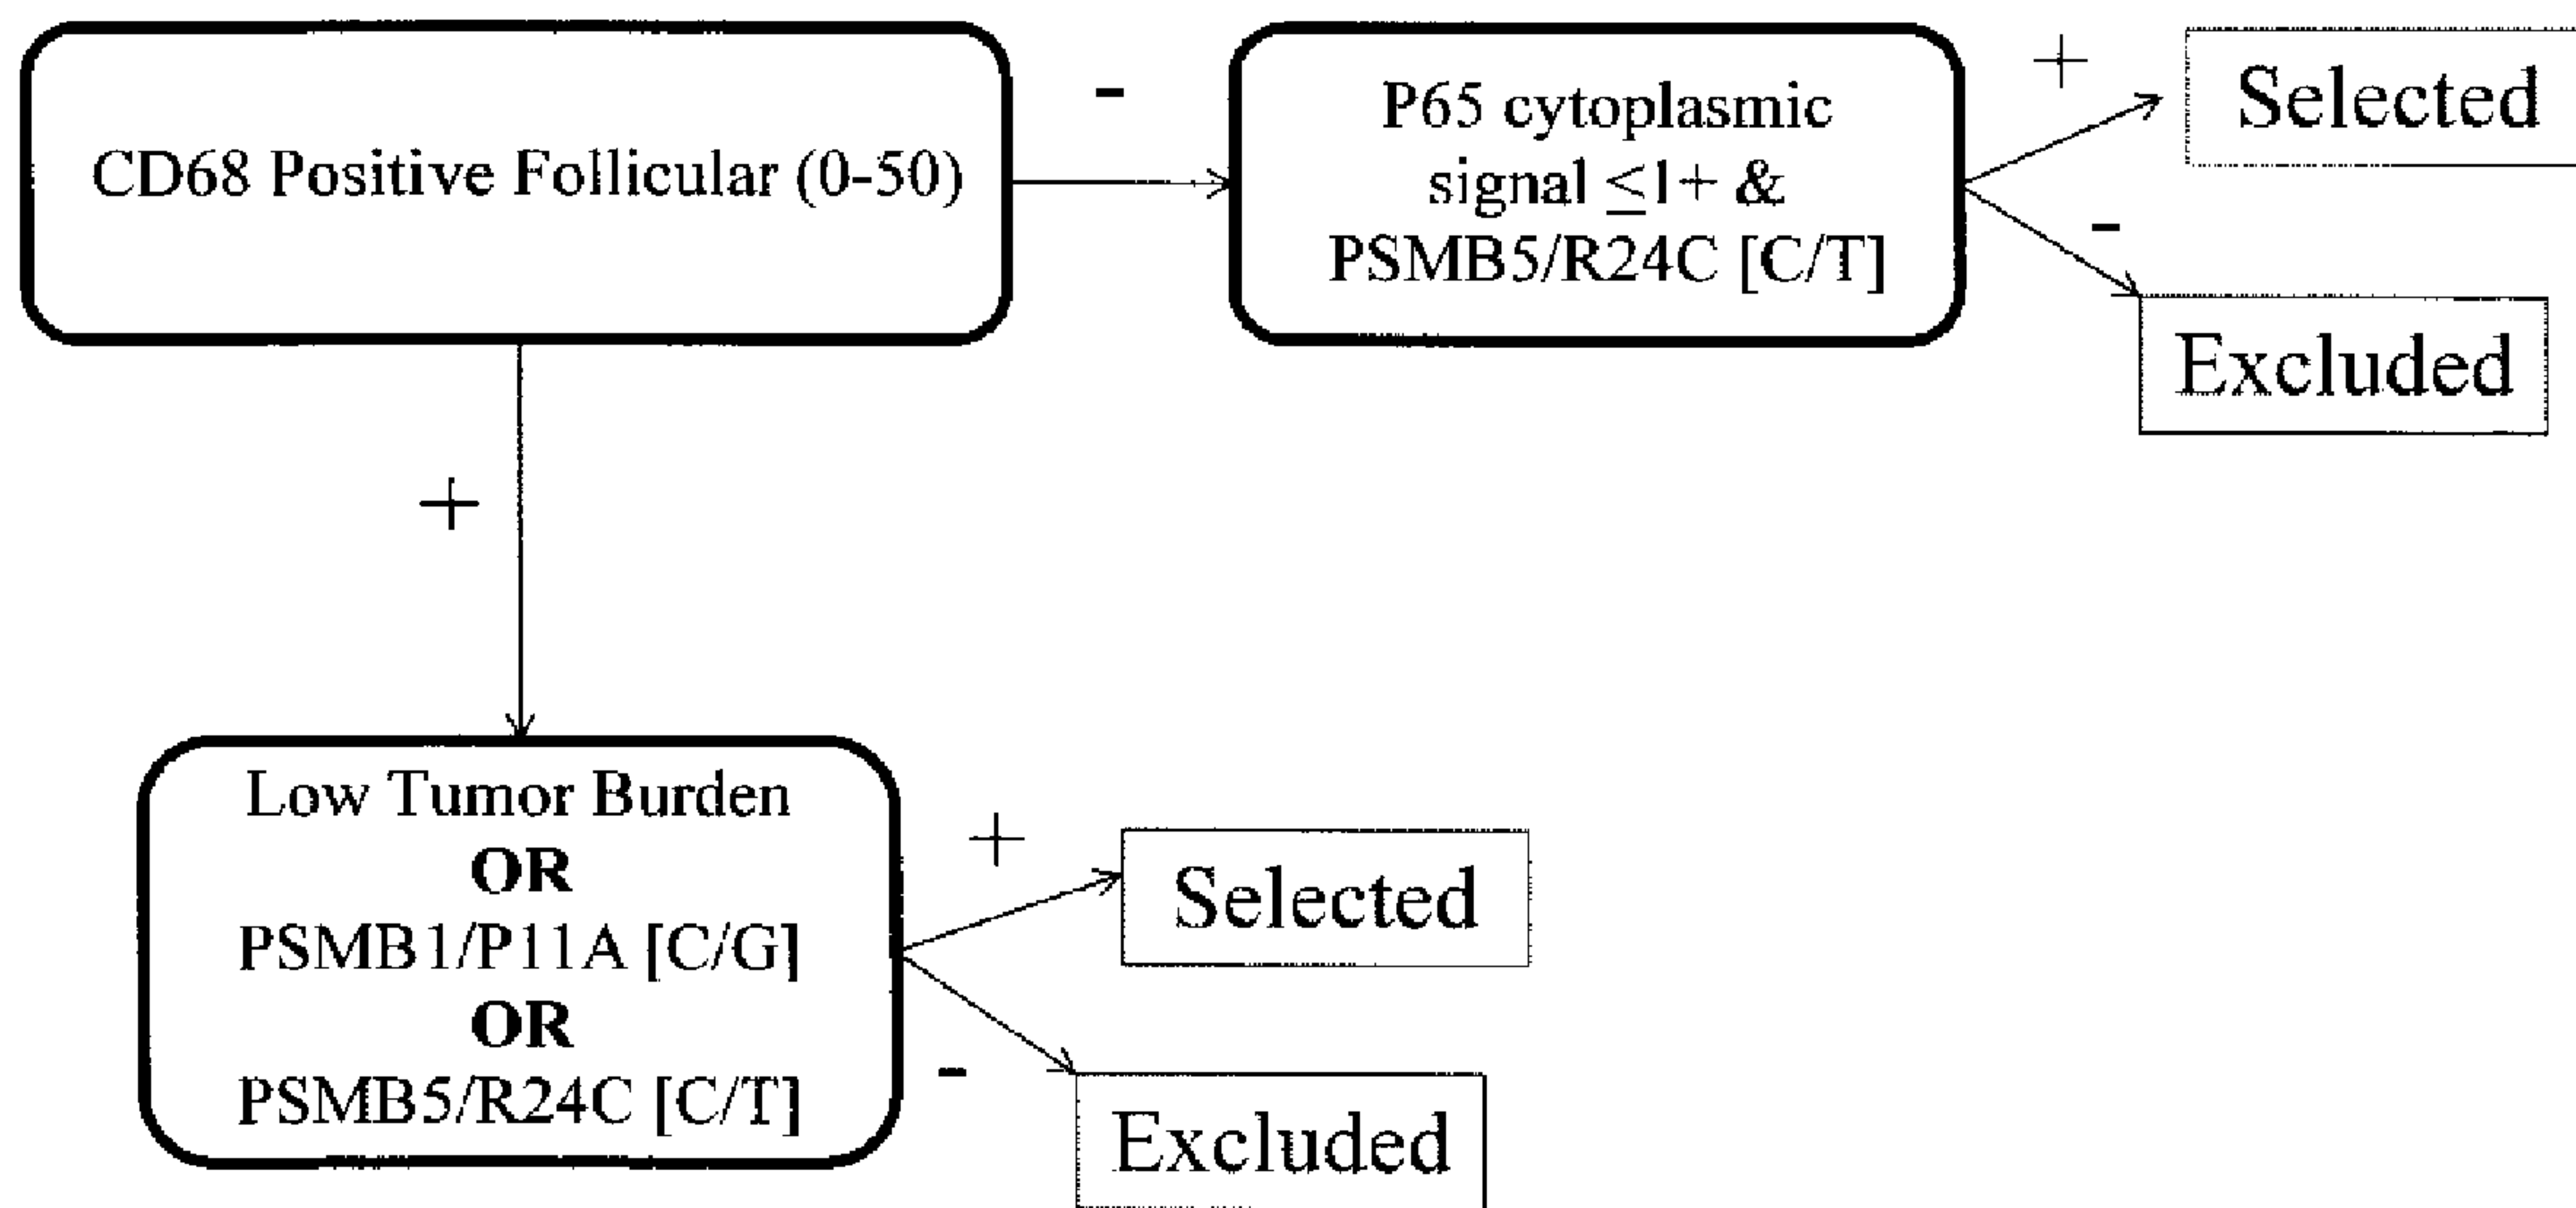 CD68 Positive Follicular (0-50)
-
P65 cytoplasmic
signal ≤1+ &
PSMB5/R24C [C/T]
+
Selected
-
Excluded
+
Low Tumor Burden
OR
PSMB1/P11A [C/G]
OR
PSMB5/R24C [C/T]
+
Selected
-
Excluded